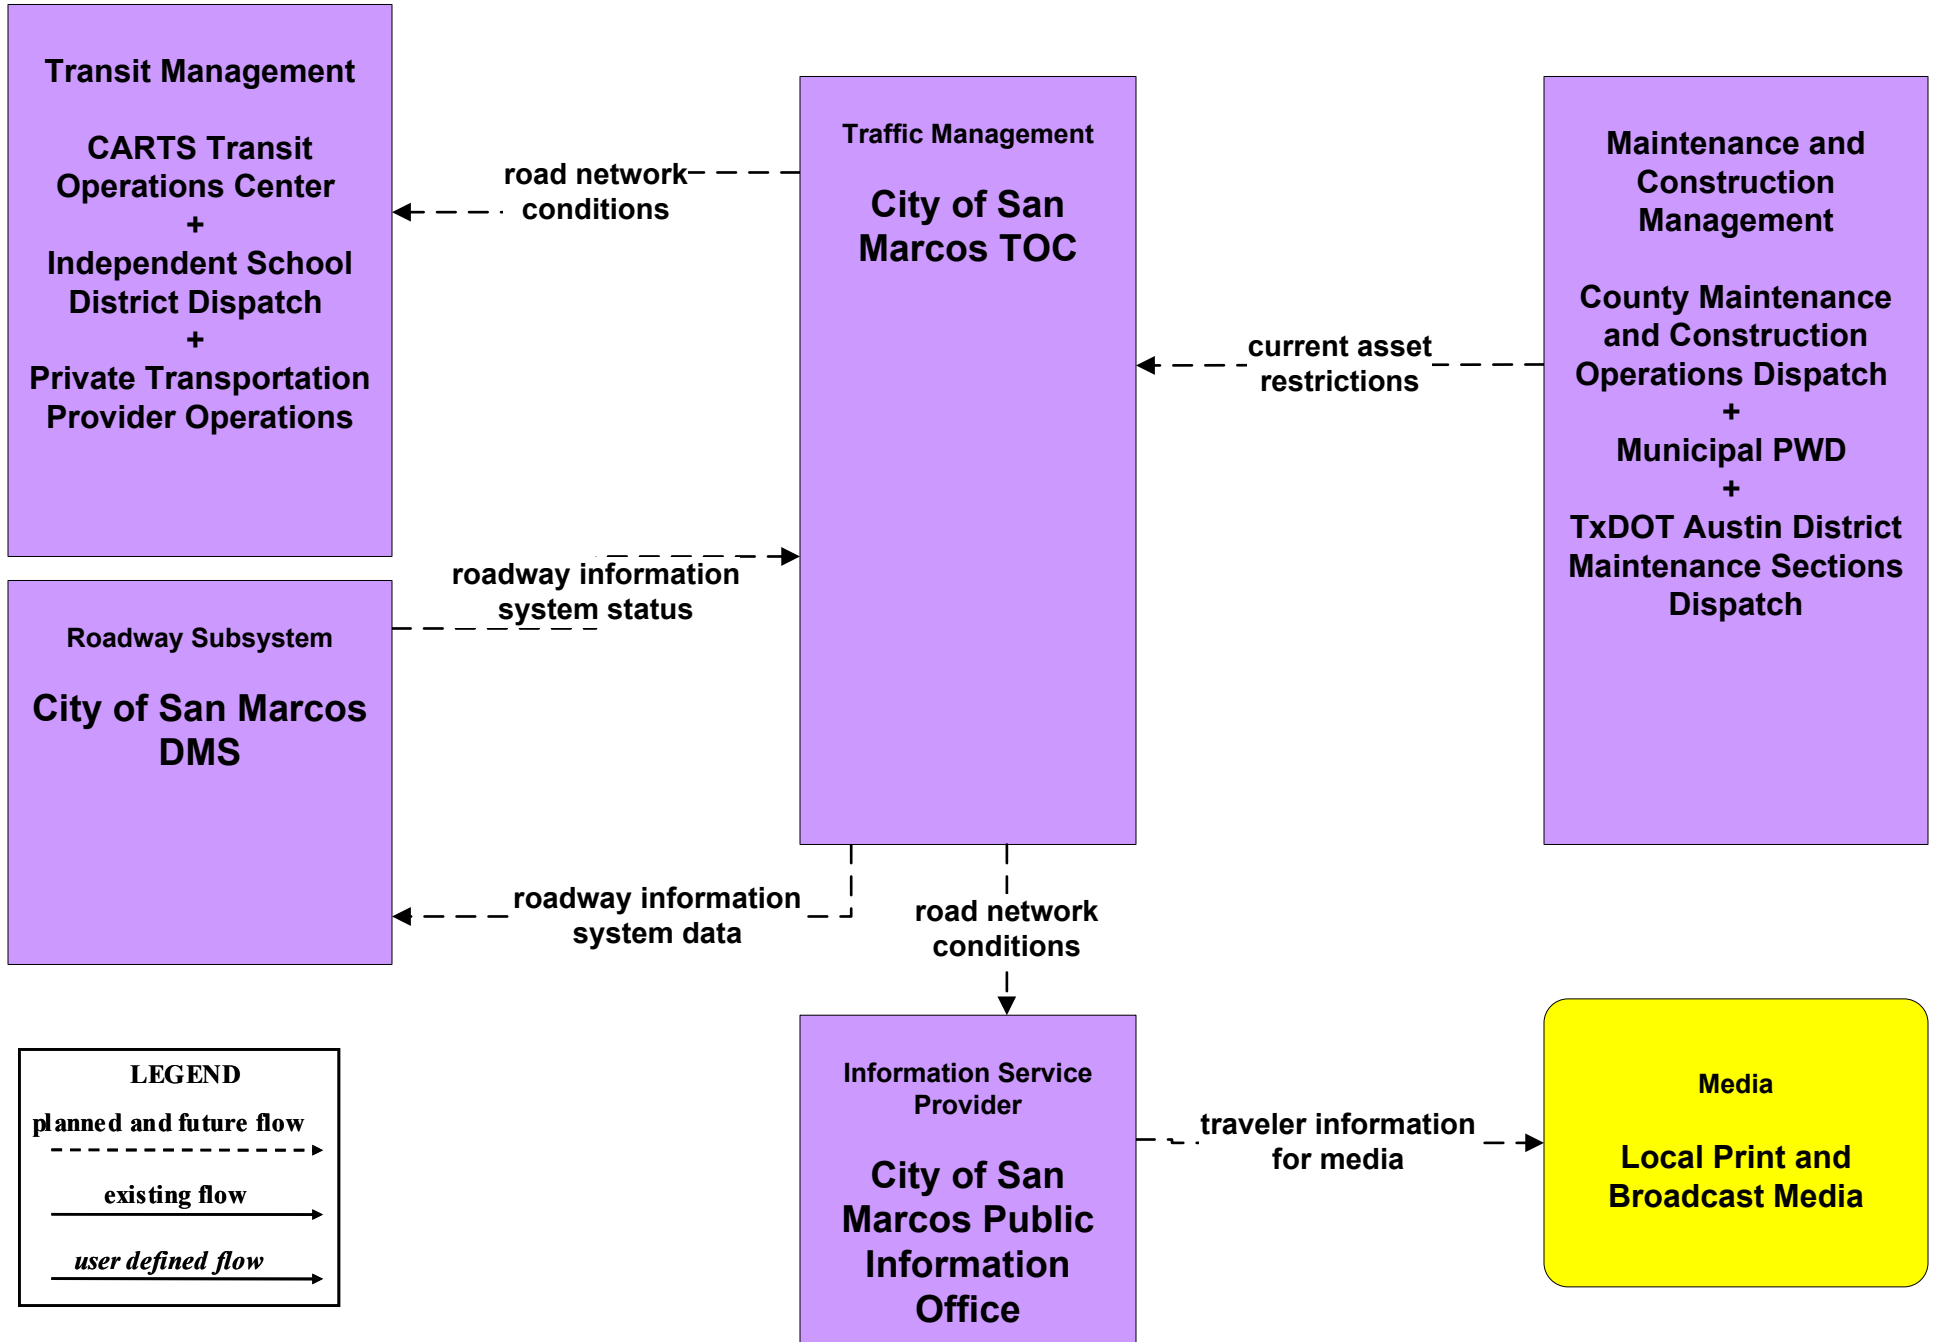 Transit Management
CARTS Transit
Operations Center
+
Independent School
District Dispatch
+
Private Transportation
Provider Operations
road network
conditions
Traffic Management
City of San
Marcos TOC
Maintenance and
Construction
Management
County Maintenance
and Construction
Operations Dispatch
+
Municipal PWD
+
TxDOT Austin District
Maintenance Sections
Dispatch
current asset
restrictions
roadway information
system status
Roadway Subsystem
City of San Marcos
DMS
roadway information
system data
road network
conditions
LEGEND
planned and future flow
existing flow
user defined flow
Information Service
Provider
City of San
Marcos Public
Information
Office
traveler information
for media
Media
Local Print and
Broadcast Media